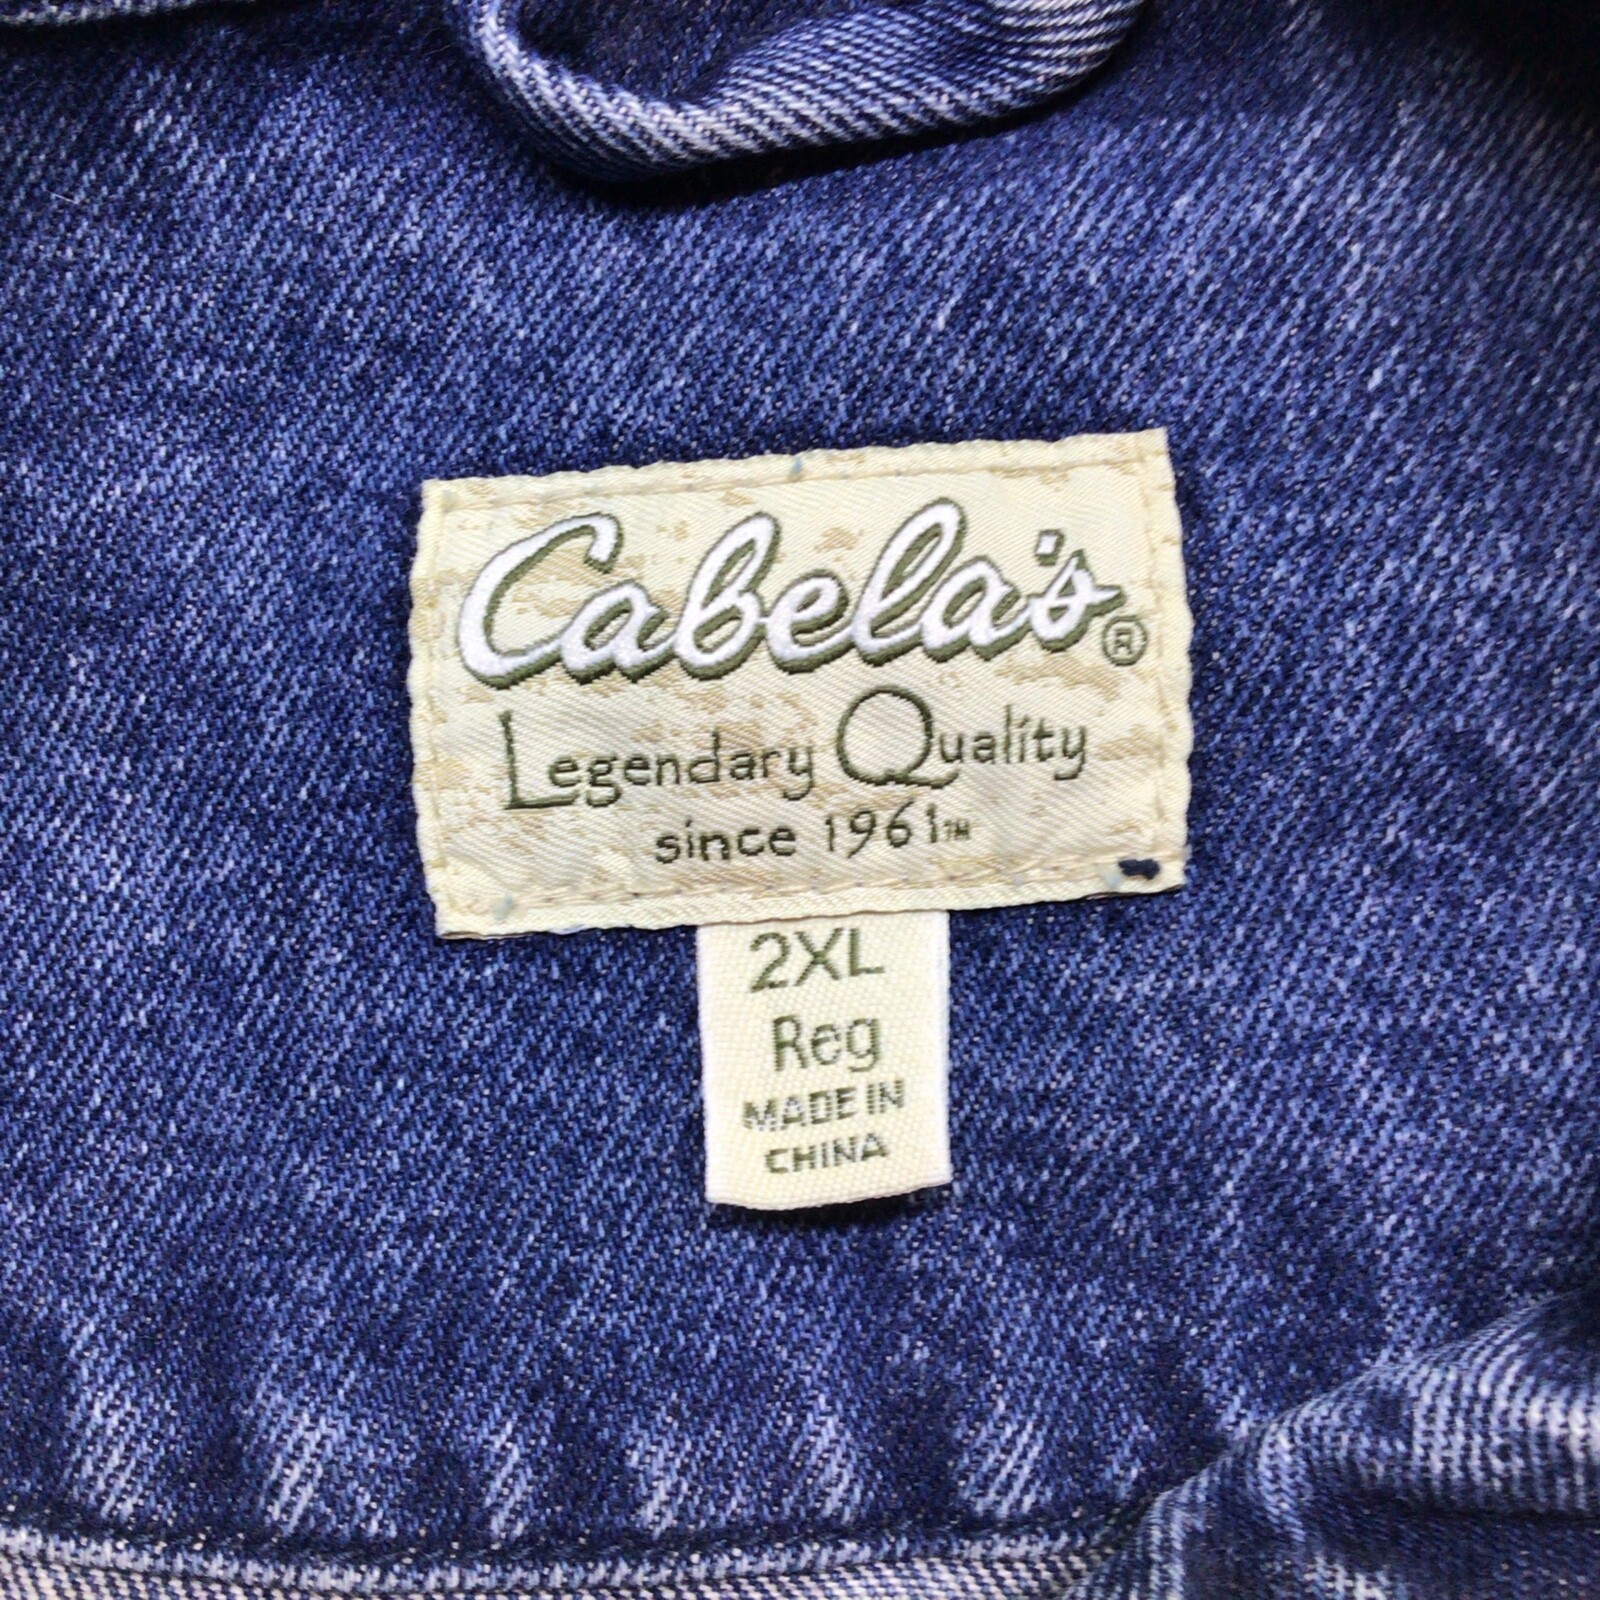 Cabela's®
Legendary Quality
since 1961™
2XL
Reg
MADE IN
CHINA